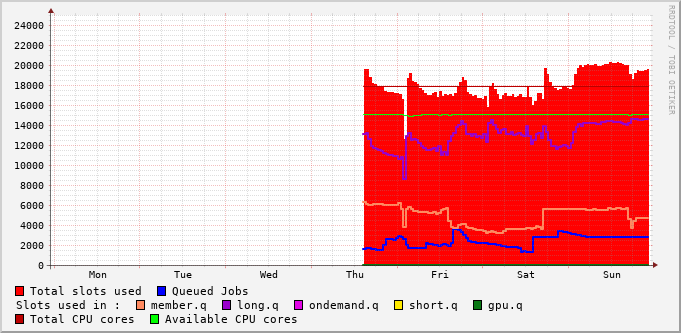 RRDTOOL / TOBI OETIKER
24000
22000
20000
18000
16000
14000
12000
10000
8000
6000
4000
2000
0
Mon Tue Wed Thu Fri Sat Sun
Total slots used Queued Jobs
Slots used in : member.q long.q ondemand.q short.q gpu.q
Total CPU cores Available CPU cores